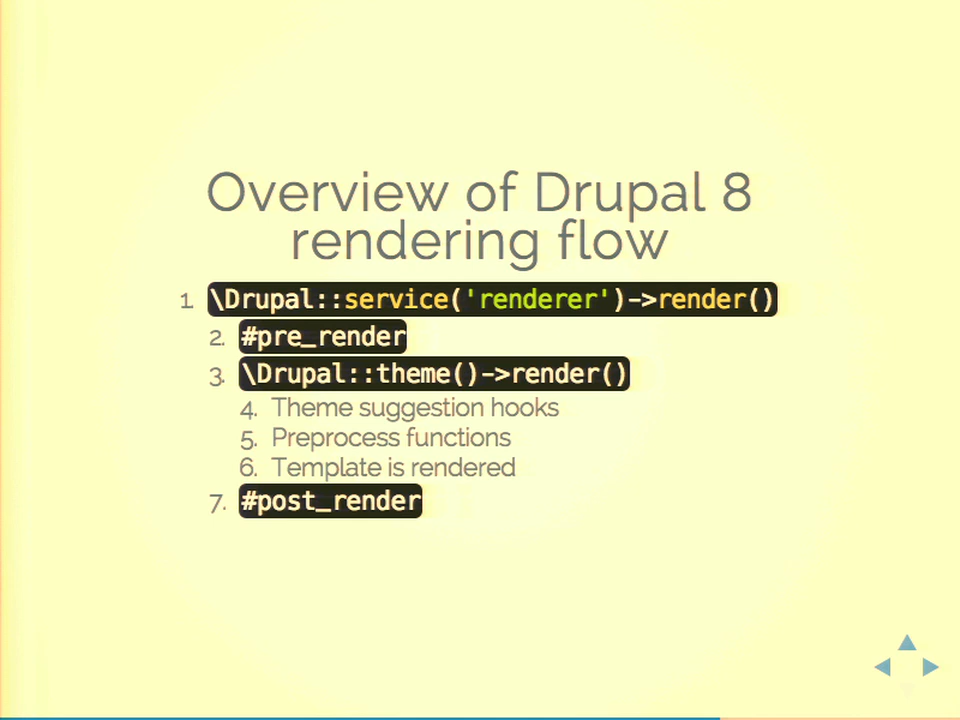 Overview of Drupal 8
rendering flow
1. \Drupal::service('renderer')->render()
2. #pre_render
3. \Drupal::theme()->render()
4. Theme suggestion hooks
5. Preprocess functions
6. Template is rendered
7. #post_render